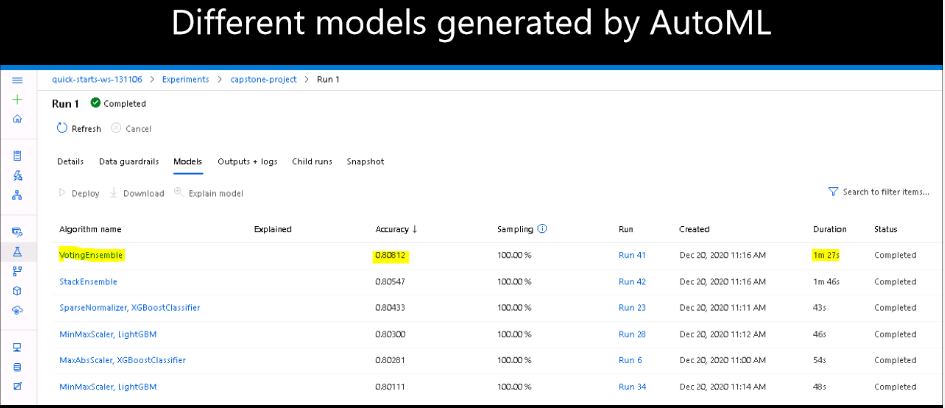 Different models generated by AutoML
quick-starts-ws-131106 > Experiments > capstone-project > Run 1
Run 1 Completed
Refresh Cancel
Details Data guardrails Models Outputs + logs Child runs Snapshot
Deploy Download Explain model Search to filter items...
Algorithm name Explained Accuracy ↓ Sampling Run Created Duration Status
VotingEnsemble 0.80812 100.00 % Run 41 Dec 20, 2020 11:16 AM 1m 27s Completed
StackEnsemble 0.80547 100.00 % Run 42 Dec 20, 2020 11:16 AM 1m 46s Completed
SparseNormalizer, XGBoostClassifier 0.80433 100.00 % Run 23 Dec 20, 2020 11:11 AM 43s Completed
MinMaxScaler, LightGBM 0.80300 100.00 % Run 28 Dec 20, 2020 11:12 AM 46s Completed
MaxAbsScaler, XGBoostClassifier 0.80281 100.00 % Run 6 Dec 20, 2020 11:00 AM 54s Completed
MinMaxScaler, LightGBM 0.80111 100.00 % Run 34 Dec 20, 2020 11:14 AM 48s Completed